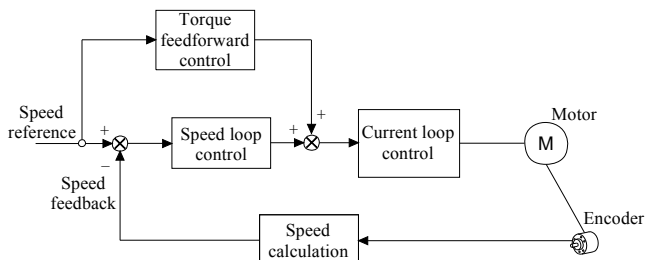 Torque
feedforward
control
Speed
reference
+
−
+
+
Speed loop
control
Current loop
control
Motor
M
Speed
feedback
Speed
calculation
Encoder